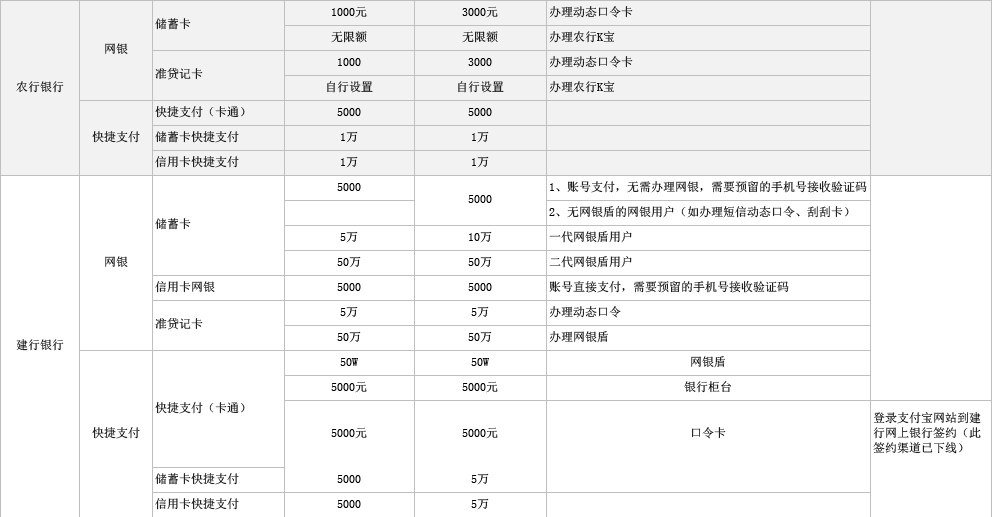 农行银行
网银
储蓄卡
1000元
3000元
办理动态口令卡
无限额
无限额
办理农行K宝
准贷记卡
1000
3000
办理动态口令卡
自行设置
自行设置
办理农行K宝
快捷支付
快捷支付（卡通）
5000
5000
储蓄卡快捷支付
1万
1万
信用卡快捷支付
1万
1万
建行银行
网银
储蓄卡
5000
5000
1、账号支付，无需办理网银，需要预留的手机号接收验证码
2、无网银盾的网银用户（如办理短信动态口令、刮刮卡）
5万
10万
一代网银盾用户
50万
50万
二代网银盾用户
信用卡网银
5000
5000
账号直接支付，需要预留的手机号接收验证码
准贷记卡
5万
5万
办理动态口令
50万
50万
办理网银盾
快捷支付
快捷支付（卡通）
50W
50W
网银盾
5000元
5000元
银行柜台
5000元
5000元
口令卡
登录支付宝网站到建
行网上银行签约（此
签约渠道已下线）
储蓄卡快捷支付
5000
5万
信用卡快捷支付
5000
5万